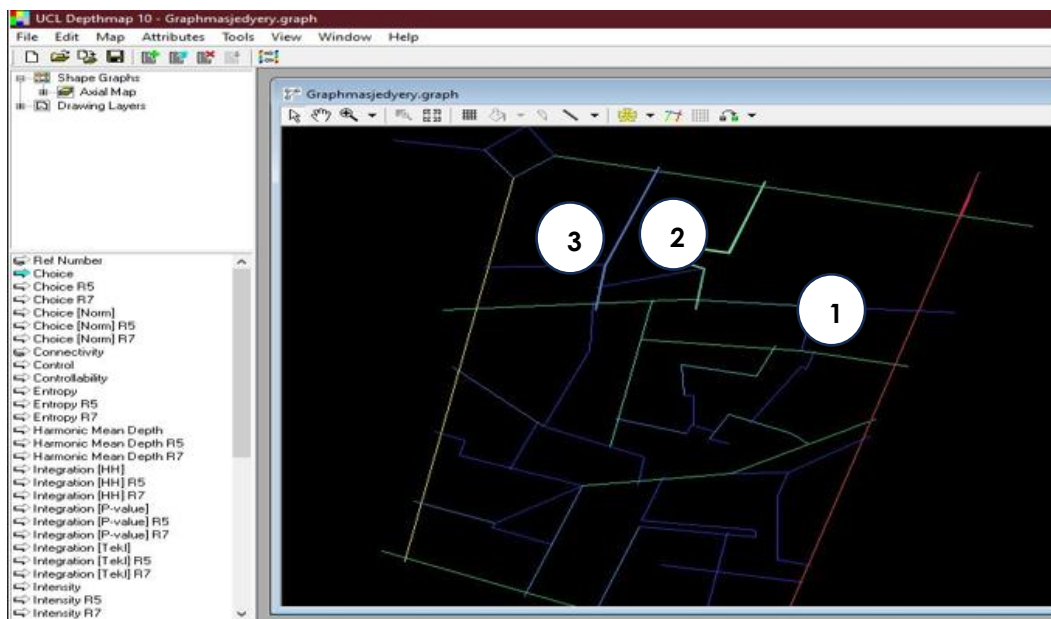 UCL Depthmap 10 - Graphmasjedyery.graph
File Edit Map Attributes Tools View Window Help
Shape Graphs
Axial Map
Drawing Layers
Graphmasjedyery.graph
3
2
1
Ref Number
Choice
Choice R5
Choice R7
Choice [Norm]
Choice [Norm] R5
Choice [Norm] R7
Connectivity
Control
Controllability
Entropy
Entropy R5
Entropy R7
Harmonic Mean Depth
Harmonic Mean Depth R5
Harmonic Mean Depth R7
Integration [HH]
Integration [HH] R5
Integration [HH] R7
Integration [P-value]
Integration [P-value] R5
Integration [P-value] R7
Integration [Tekl]
Integration [Tekl] R5
Integration [Tekl] R7
Intensity
Intensity R5
Intensity R7